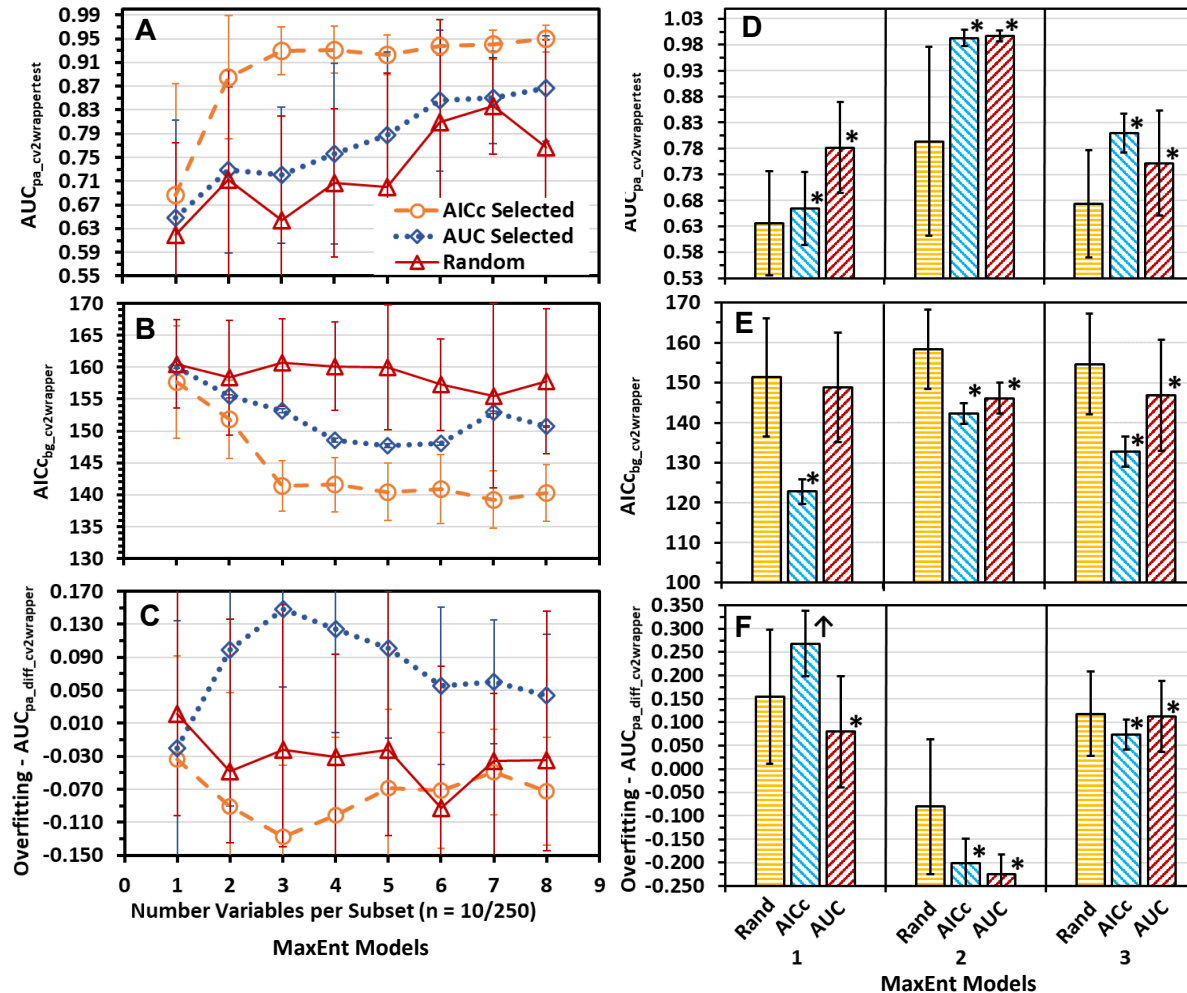 A
AUCpa_cv2wrappertest
0.99
0.95
0.91
0.87
0.83
0.79
0.75
0.71
0.67
0.63
0.59
0.55
AICc Selected
AUC Selected
Random
B
AICcbg_cv2wrapper
170
165
160
155
150
145
140
135
130
C
Overfitting - AUCpa_diff_cv2wrapper
0.170
0.130
0.090
0.050
0.010
-0.030
-0.070
-0.110
-0.150
0 1 2 3 4 5 6 7 8 9
Number Variables per Subset (n = 10/250)
MaxEnt Models
D
AUCpa_cv2wrappertest
1.03
0.98
0.93
0.88
0.83
0.78
0.73
0.68
0.63
0.58
0.53
* * * * * *
E
AICcbg_cv2wrapper
170
160
150
140
130
120
110
100
* * * * *
F
Overfitting - AUCpa_diff_cv2wrapper
0.350
0.300
0.250
0.200
0.150
0.100
0.050
0.000
-0.050
-0.100
-0.150
-0.200
-0.250
↑ * * * * *
Rand AICc AUC Rand AICc AUC Rand AICc AUC
1 2 3
MaxEnt Models